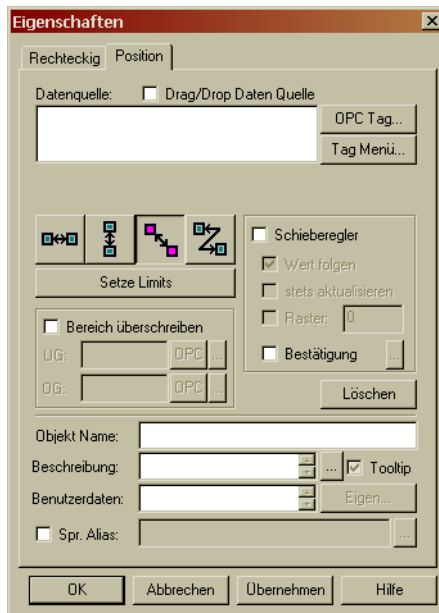 Eigenschaften
Rechteckig Position
Datenquelle: Drag/Drop Daten Quelle
OPC Tag...
Tag Menü...
Schieberegler
Wert folgen
Setze Limits
stets aktualisieren
Raster: 0
Bereich überschreiben
UG: OPC ...
Bestätigung ...
OG: OPC ...
Löschen
Objekt Name:
Beschreibung: ... Tooltip
Benutzerdaten: Eigen...
Spr. Alias: ...
OK Abbrechen Übernehmen Hilfe